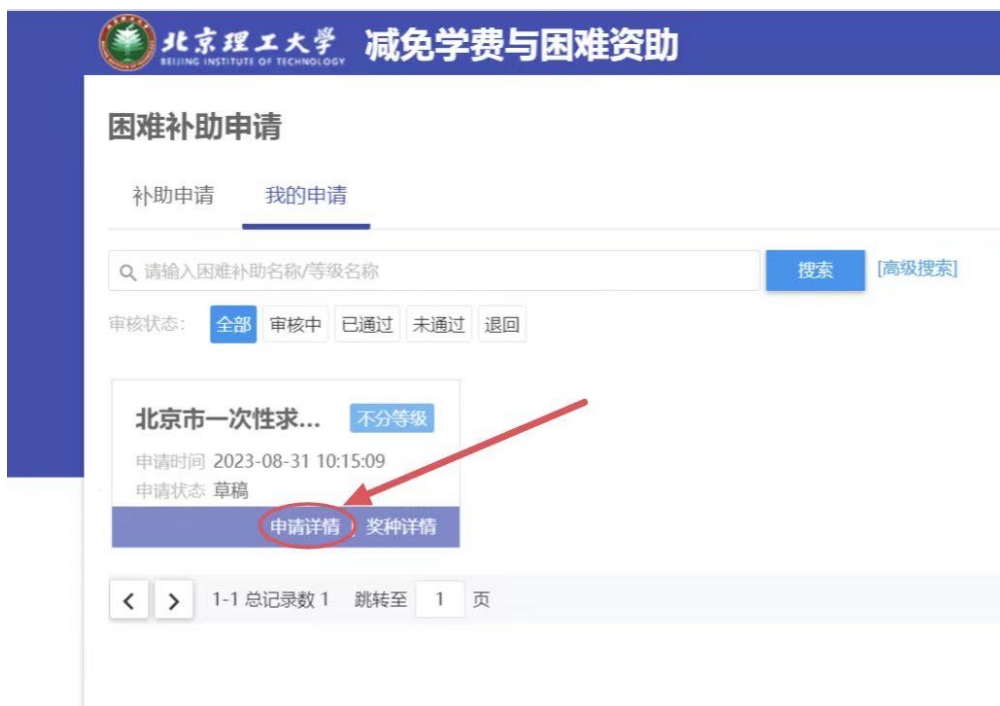 北京理工大学 减免学费与困难资助
BEIJING INSTITUTE OF TECHNOLOGY
困难补助申请
补助申请 我的申请
请输入困难补助名称/等级名称 搜索 [高级搜索]
审核状态: 全部 审核中 已通过 未通过 退回
北京市一次性求... 不分等级
申请时间 2023-08-31 10:15:09
申请状态 草稿
申请详情 | 奖种详情
1-1 总记录数 1 跳转至 1 页